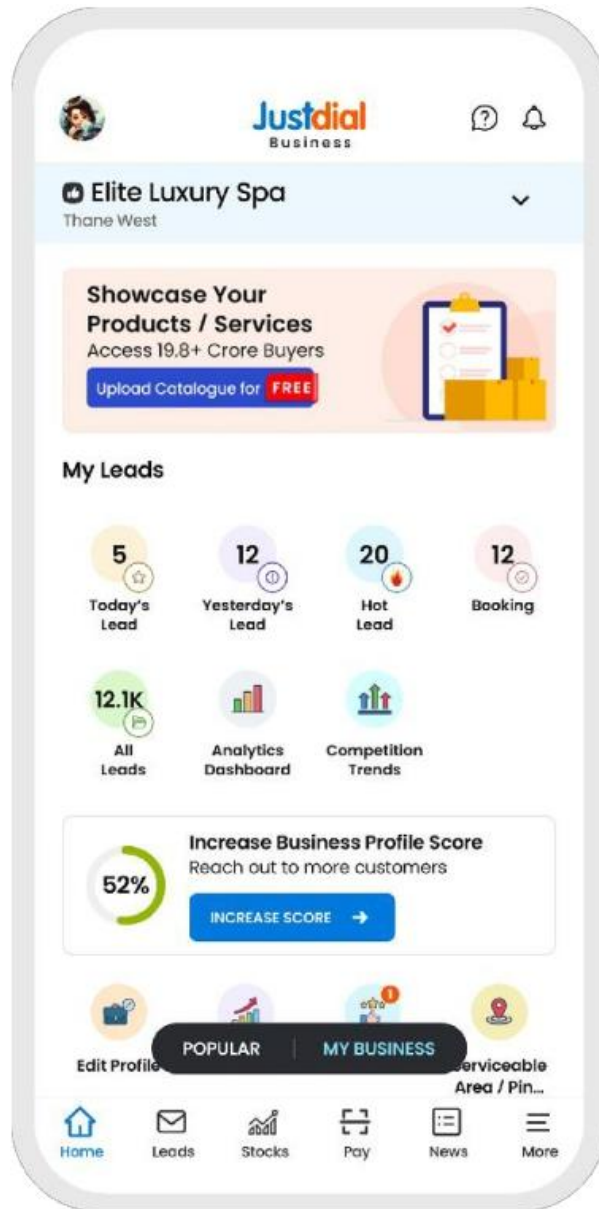 Justdial
Business
Elite Luxury Spa
Thane West
Showcase Your
Products / Services
Access 19.8+ Crore Buyers
Upload Catalogue for FREE
My Leads
5
Today's
Lead
12
Yesterday's
Lead
20
Hot
Lead
12
Booking
12.1K
All
Leads
Analytics
Dashboard
Competition
Trends
52%
Increase Business Profile Score
Reach out to more customers
INCREASE SCORE
1
Edit Profile
Serviceable
Area / Pin...
POPULAR
MY BUSINESS
Home
Leads
Stocks
Pay
News
More